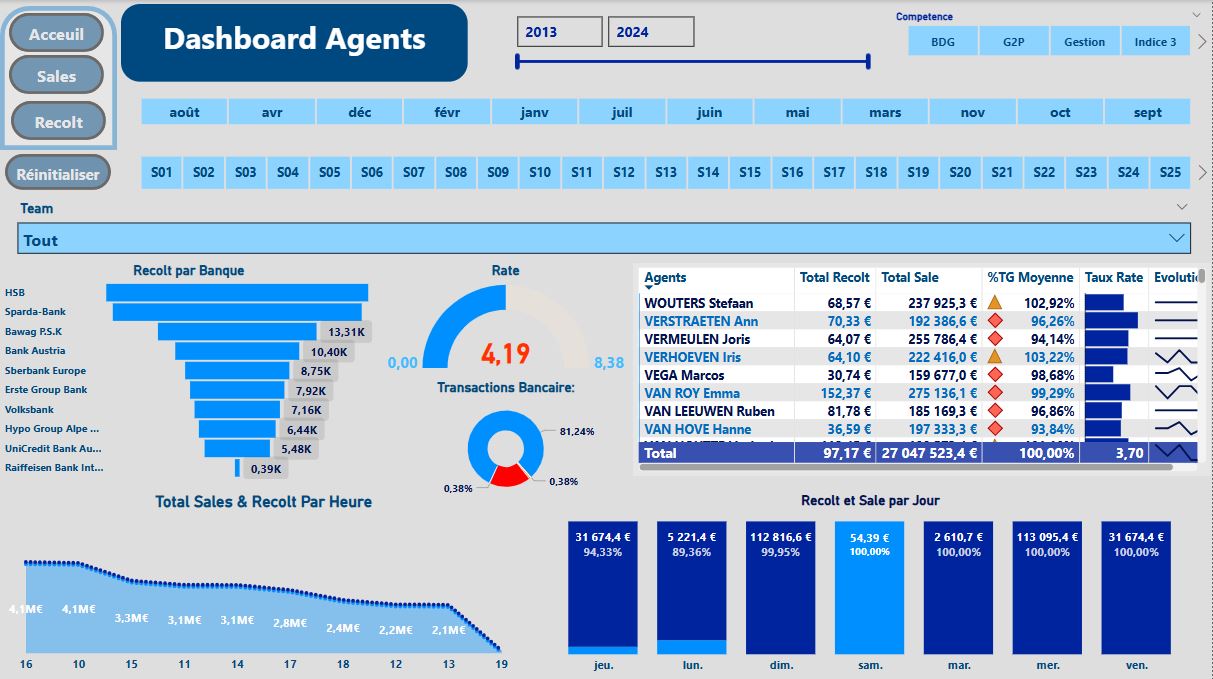 Acceuil
Sales
Recolt
Réinitialiser
Dashboard Agents
2013 2024
Competence
BDG G2P Gestion Indice 3
août avr déc févr janv juil juin mai mars nov oct sept
S01 S02 S03 S04 S05 S06 S07 S08 S09 S10 S11 S12 S13 S14 S15 S16 S17 S18 S19 S20 S21 S22 S23 S24 S25
Team
Tout
Recolt par Banque
HSB
Sparda-Bank
Bawag P.S.K 13,31K
Bank Austria 10,40K
Sberbank Europe 8,75K
Erste Group Bank 7,92K
Volksbank 7,16K
Hypo Group Alpe ... 6,44K
UniCredit Bank Au... 5,48K
Raiffeisen Bank Int... 0,39K
Rate
0,00 4,19 8,38
Transactions Bancaire:
81,24%
0,38% 0,38%
Agents Total Recolt Total Sale %TG Moyenne Taux Rate Evolutio
WOUTERS Stefaan 68,57 € 237 925,3 € 102,92%
VERSTRAETEN Ann 70,33 € 192 386,6 € 96,26%
VERMEULEN Joris 64,07 € 255 786,4 € 94,14%
VERHOEVEN Iris 64,10 € 222 416,0 € 103,22%
VEGA Marcos 30,74 € 159 677,0 € 98,68%
VAN ROY Emma 152,37 € 275 136,1 € 99,29%
VAN LEEUWEN Ruben 81,78 € 185 169,3 € 96,86%
VAN HOVE Hanne 36,59 € 197 333,3 € 93,84%
Total 97,17 € 27 047 523,4 € 100,00% 3,70
Total Sales & Recolt Par Heure
4,1M€ 4,1M€ 3,3M€ 3,1M€ 3,1M€ 2,8M€ 2,4M€ 2,2M€ 2,1M€
16 10 15 11 14 17 18 12 13 19
Recolt et Sale par Jour
31 674,4 € 5 221,4 € 112 816,6 € 54,39 € 2 610,7 € 113 095,4 € 31 674,4 €
94,33% 89,36% 99,95% 100,00% 100,00% 100,00% 100,00%
jeu. lun. dim. sam. mar. mer. ven.